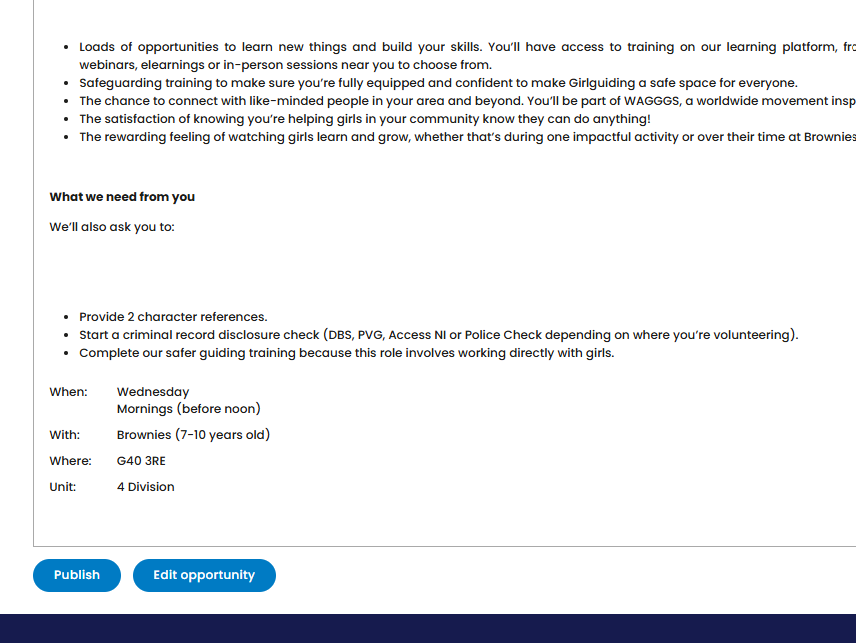 Loads of opportunities to learn new things and build your skills. You'll have access to training on our learning platform,
webinars, elearnings or in-person sessions near you to choose from.
Safeguarding training to make sure you're fully equipped and confident to make Girlguiding a safe space for everyone.
The chance to connect with like-minded people in your area and beyond. You'll be part of WAGGGS, a worldwide movement
The satisfaction of knowing you're helping girls in your community know they can do anything!
The rewarding feeling of watching girls learn and grow, whether that's during one impactful activity or over their time at Brownies
What we need from you
We'll also ask you to:
Provide 2 character references.
Start a criminal record disclosure check (DBS, PVG, Access NI or Police Check depending on where you're volunteering).
Complete our safer guiding training because this role involves working directly with girls.
When: Wednesday
Mornings (before noon)
With: Brownies (7-10 years old)
Where: G40 3RE
Unit: 4 Division
Publish Edit opportunity